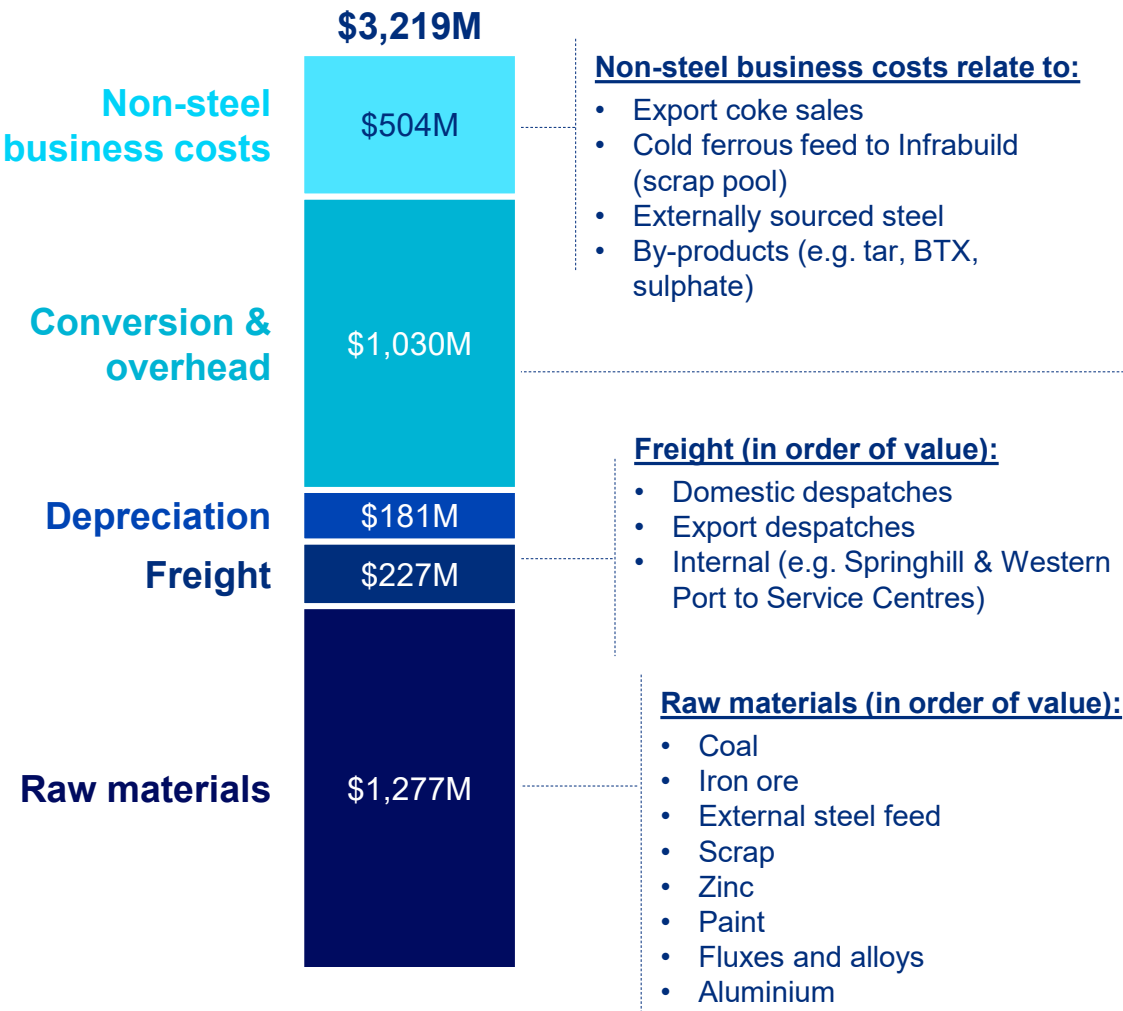 $3,219M
Non-steel
business costs
$504M
Non-steel business costs relate to:
• Export coke sales
• Cold ferrous feed to Infrabuild
(scrap pool)
• Externally sourced steel
• By-products (e.g. tar, BTX,
sulphate)
Conversion &
overhead
$1,030M
Depreciation
$181M
Freight
$227M
Freight (in order of value):
• Domestic despatches
• Export despatches
• Internal (e.g. Springhill & Western
Port to Service Centres)
Raw materials
$1,277M
Raw materials (in order of value):
• Coal
• Iron ore
• External steel feed
• Scrap
• Zinc
• Paint
• Fluxes and alloys
• Aluminium